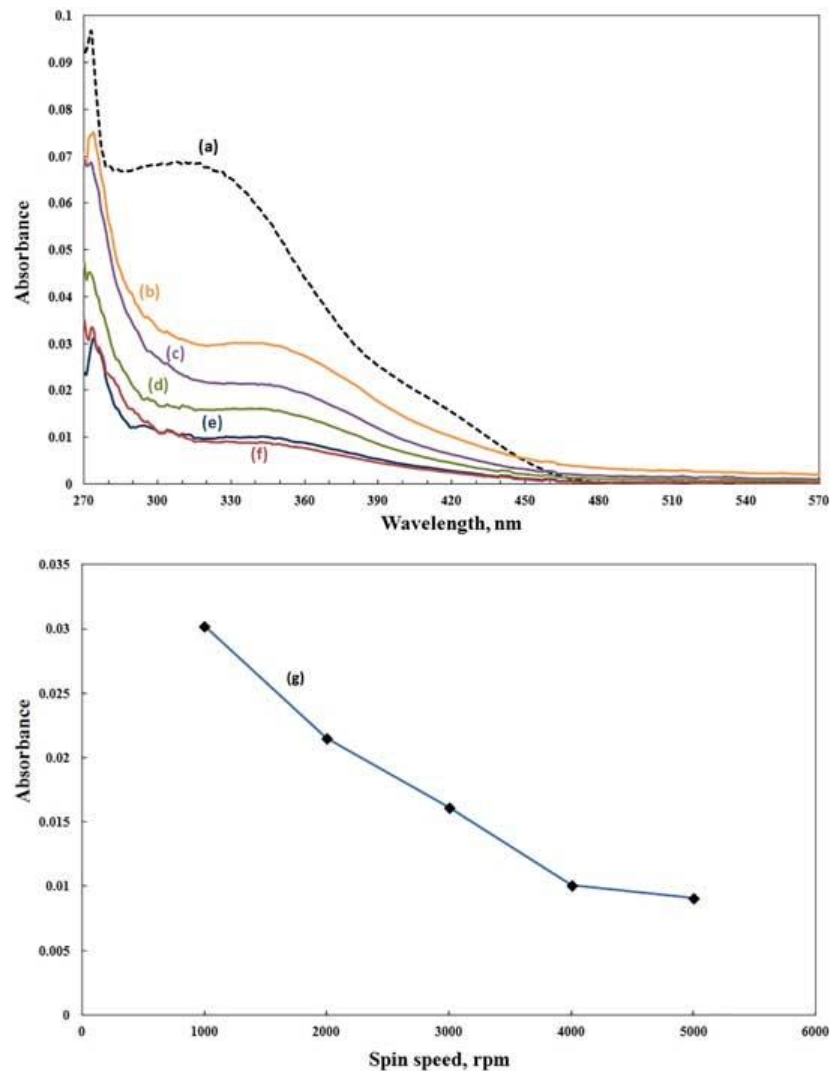 0.1
0.09
0.08
0.07
0.06
0.05
0.04
0.03
0.02
0.01
0
Absorbance
(a)
(b)
(c)
(d)
(e)
(f)
270 300 330 360 390 420 450 480 510 540 570
Wavelength, nm
0.035
0.03
0.025
0.02
0.015
0.01
0.005
0
Absorbance
(g)
0 1000 2000 3000 4000 5000 6000
Spin speed, rpm